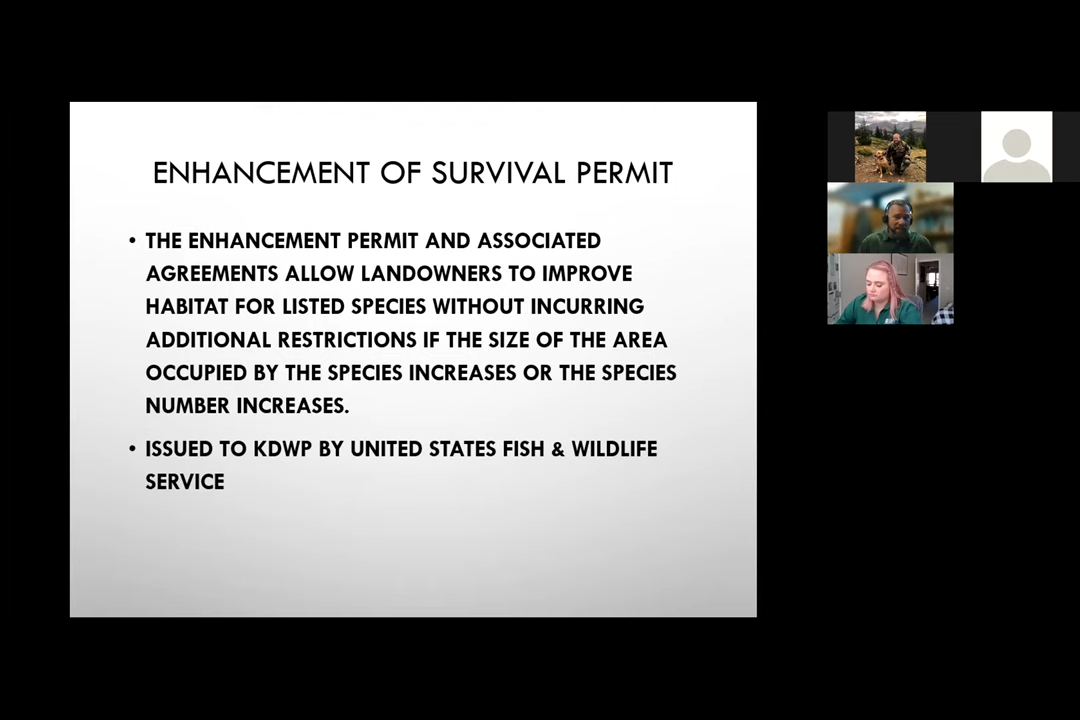 ENHANCEMENT OF SURVIVAL PERMIT
• THE ENHANCEMENT PERMIT AND ASSOCIATED
AGREEMENTS ALLOW LANDOWNERS TO IMPROVE
HABITAT FOR LISTED SPECIES WITHOUT INCURRING
ADDITIONAL RESTRICTIONS IF THE SIZE OF THE AREA
OCCUPIED BY THE SPECIES INCREASES OR THE SPECIES
NUMBER INCREASES.
• ISSUED TO KDWP BY UNITED STATES FISH & WILDLIFE
SERVICE